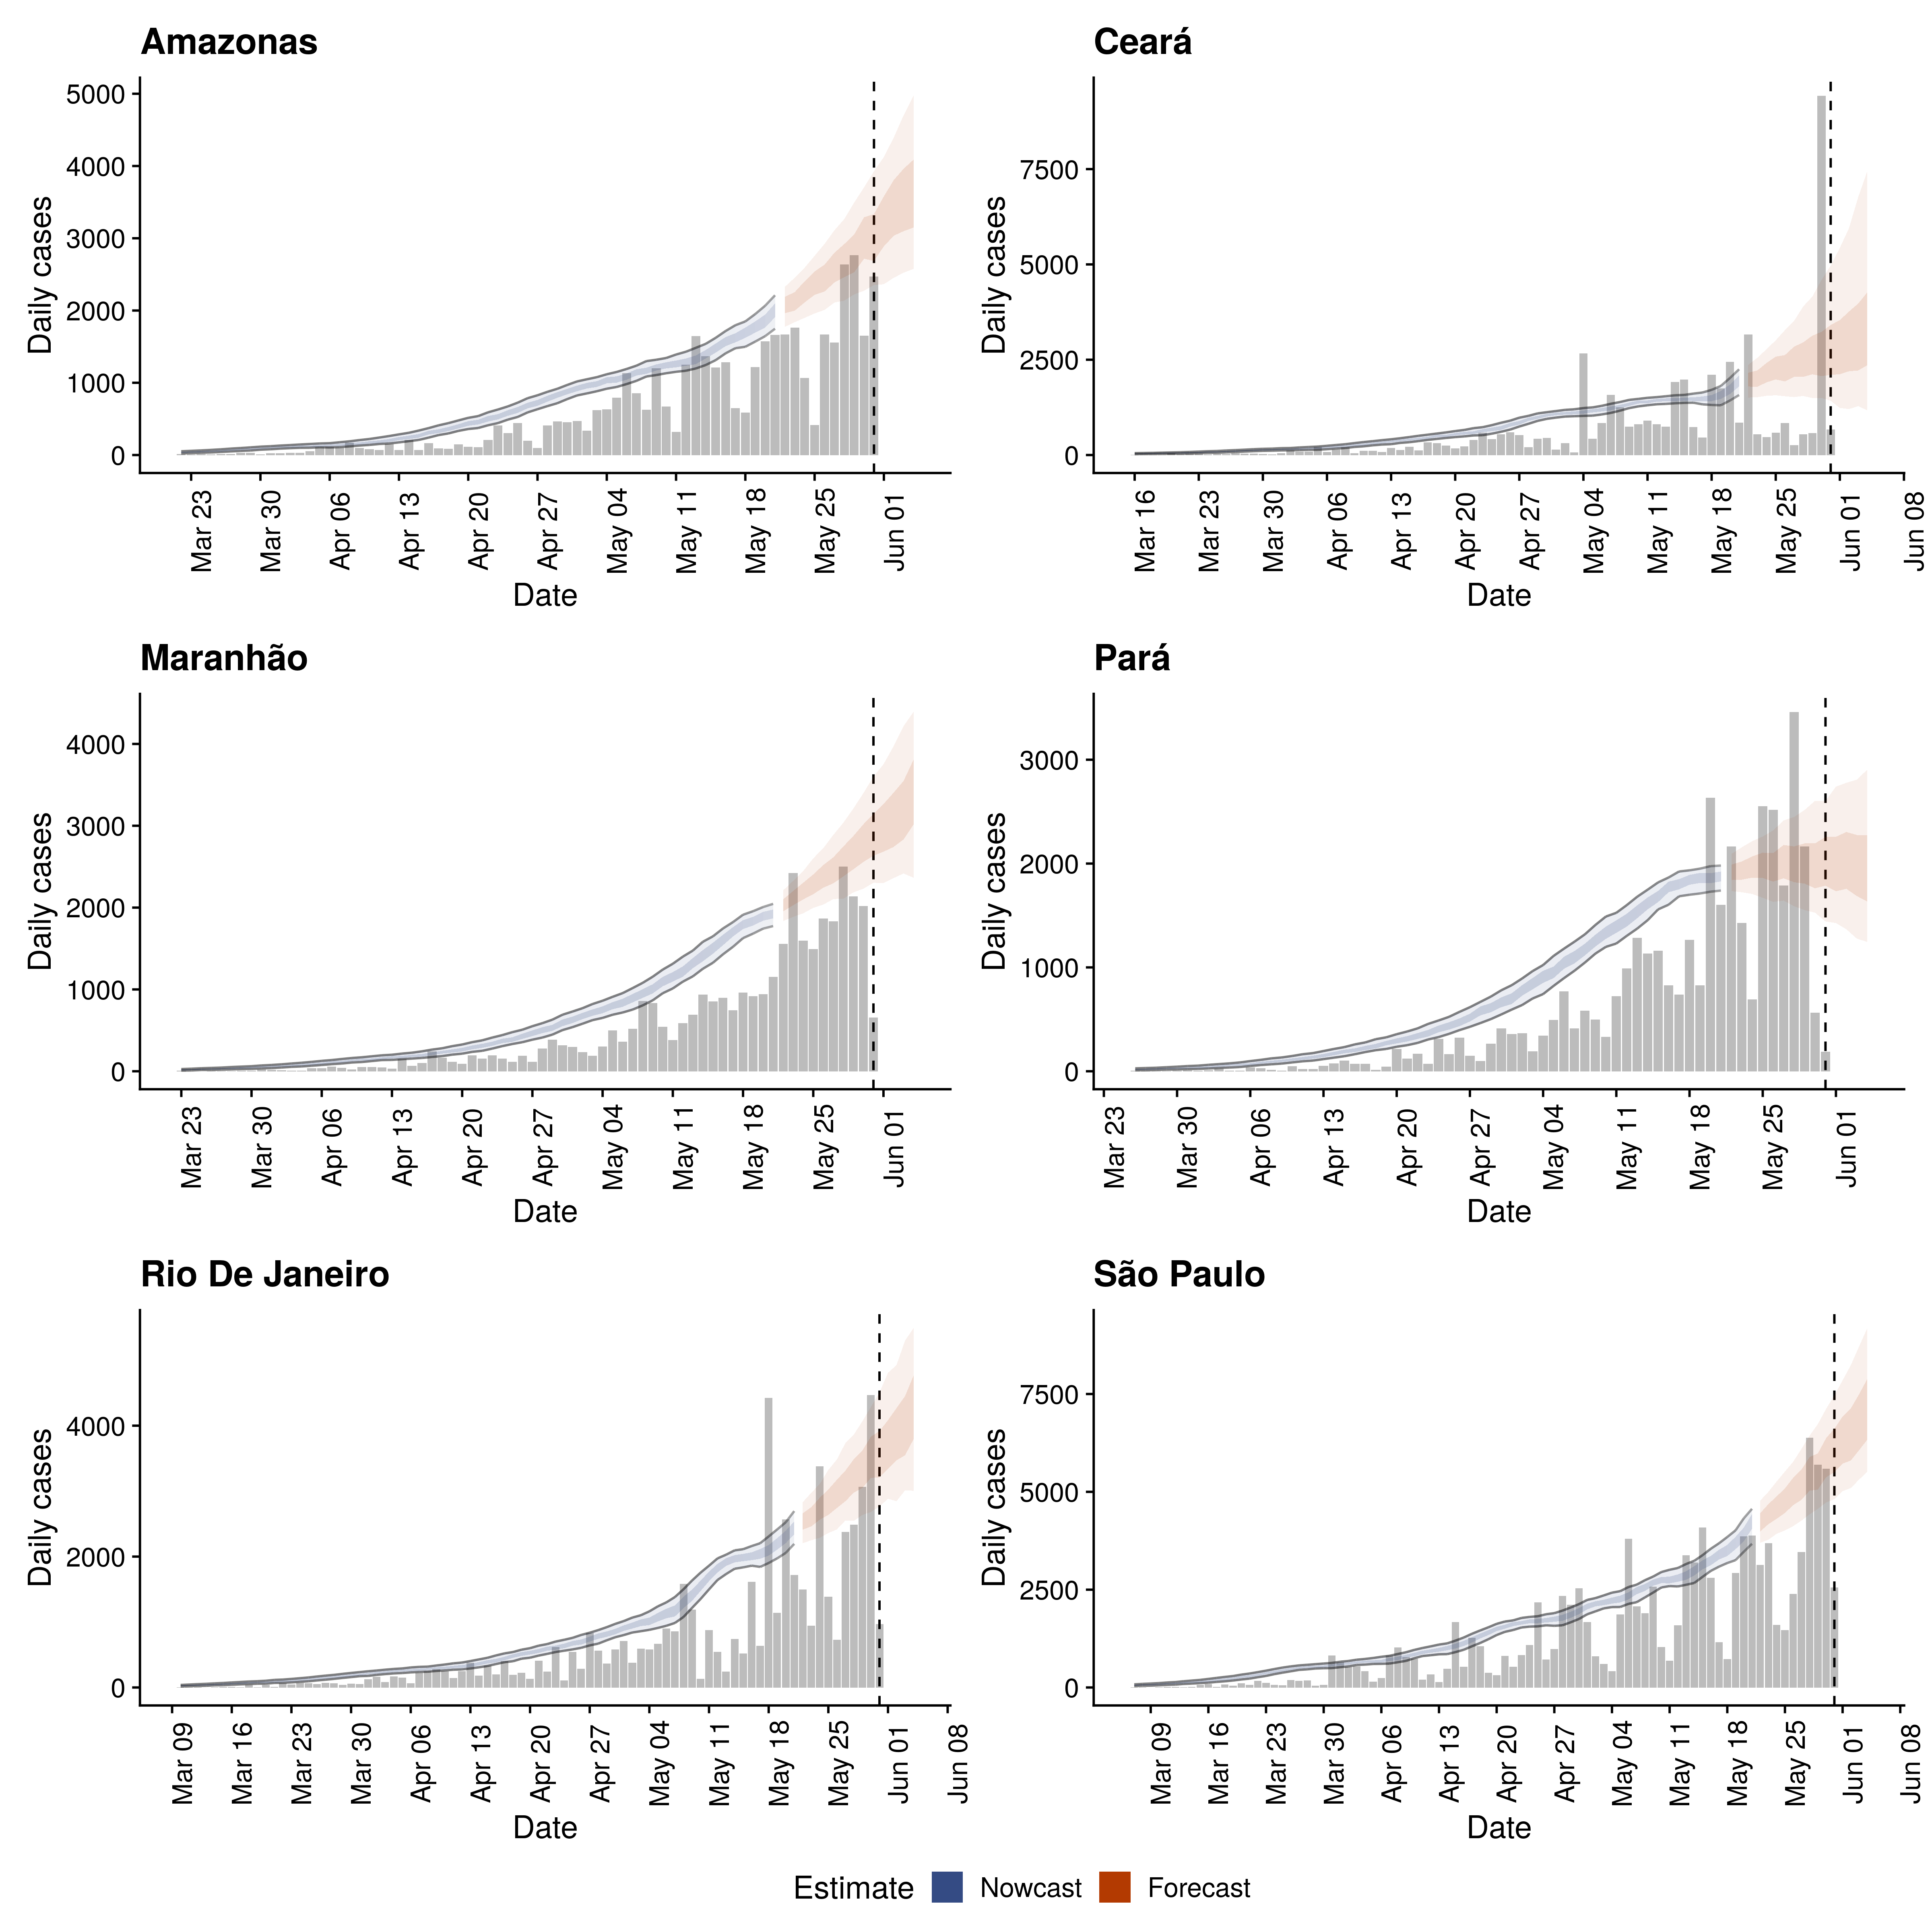 Amazonas
Daily cases
5000
4000
3000
2000
1000
0
Mar 23
Mar 30
Apr 06
Apr 13
Apr 20
Apr 27
May 04
May 11
May 18
May 25
Jun 01
Date
Ceará
Daily cases
7500
5000
2500
0
Mar 16
Mar 23
Mar 30
Apr 06
Apr 13
Apr 20
Apr 27
May 04
May 11
May 18
May 25
Jun 01
Jun 08
Date
Maranhão
Daily cases
4000
3000
2000
1000
0
Mar 23
Mar 30
Apr 06
Apr 13
Apr 20
Apr 27
May 04
May 11
May 18
May 25
Jun 01
Date
Pará
Daily cases
3000
2000
1000
0
Mar 23
Mar 30
Apr 06
Apr 13
Apr 20
Apr 27
May 04
May 11
May 18
May 25
Jun 01
Date
Rio De Janeiro
Daily cases
4000
2000
0
Mar 09
Mar 16
Mar 23
Mar 30
Apr 06
Apr 13
Apr 20
Apr 27
May 04
May 11
May 18
May 25
Jun 01
Jun 08
Date
São Paulo
Daily cases
7500
5000
2500
0
Mar 09
Mar 16
Mar 23
Mar 30
Apr 06
Apr 13
Apr 20
Apr 27
May 04
May 11
May 18
May 25
Jun 01
Jun 08
Date
Estimate Nowcast Forecast